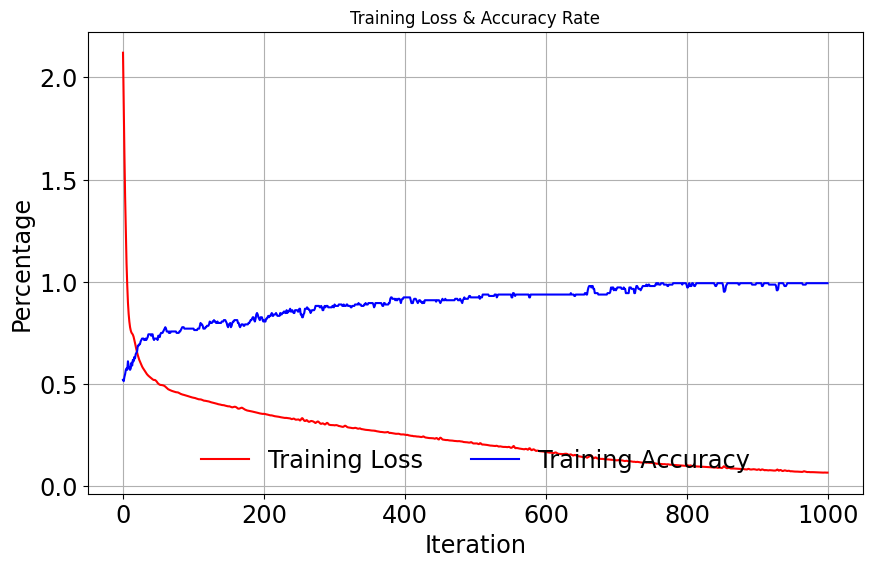 Training Loss & Accuracy Rate
Percentage
2.0
1.5
1.0
0.5
0.0
Training Loss
Training Accuracy
0 200 400 600 800 1000
Iteration